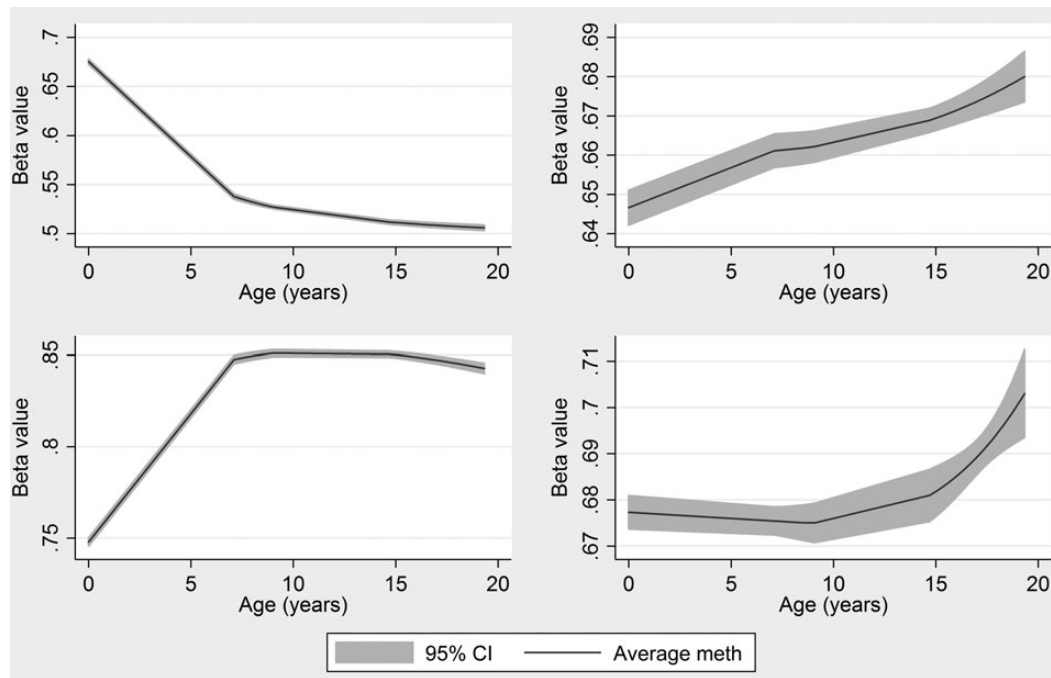 Beta value
.7
.65
.6
.55
.5
0 5 10 15 20
Age (years)
Beta value
.69
.68
.67
.66
.65
.64
0 5 10 15 20
Age (years)
Beta value
.85
.8
.75
0 5 10 15 20
Age (years)
Beta value
.71
.7
.69
.68
.67
0 5 10 15 20
Age (years)
95% CI Average meth